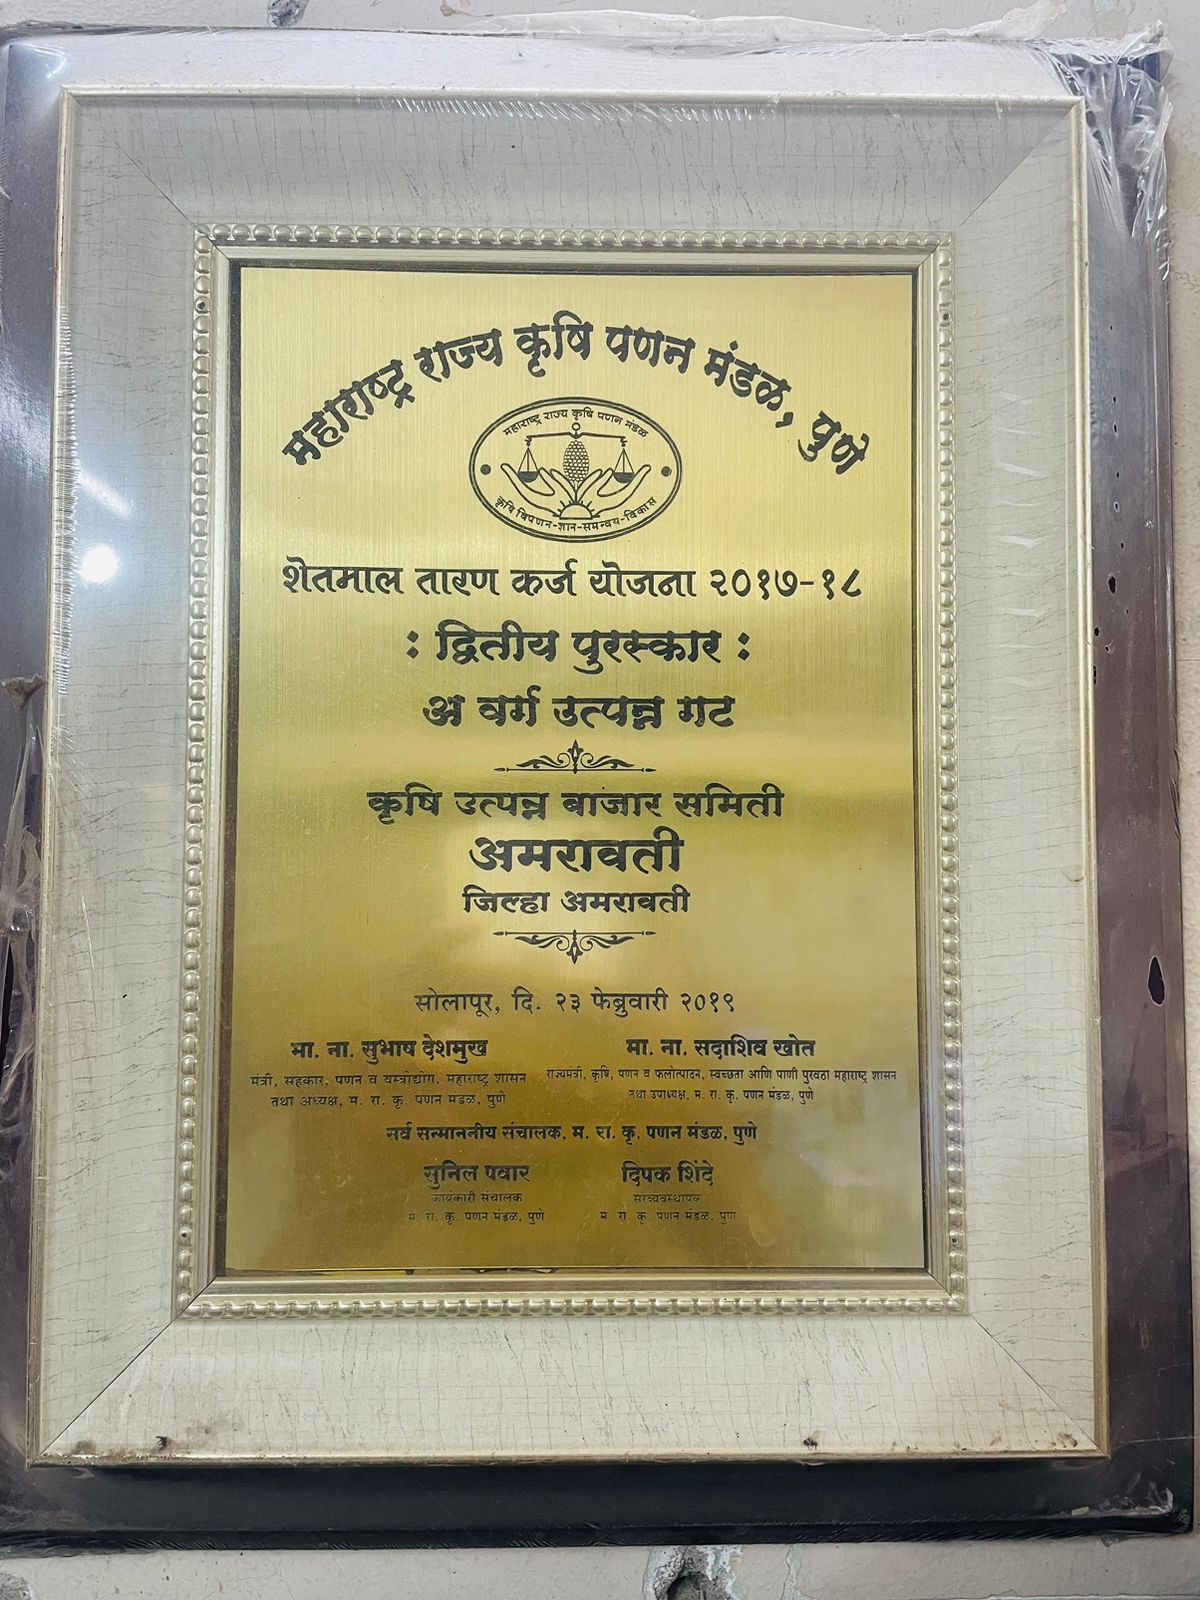 महाराष्ट्र राज्य कृषि पणन मंडळ, पुणे
महाराष्ट्र राज्य कृषि पणन मंडळ
कृषि विपणन-ज्ञान-समन्वय-विकास
शेतमाल तारण कर्ज योजना २०१७-१८
: द्वितीय पुरस्कार :
अ वर्ग उत्पन्न गट
कृषि उत्पन्न बाजार समिती
अमरावती
जिल्हा अमरावती
सोलापूर, दि. २३ फेब्रुवारी २०१९
मा. ना. सुभाष देशमुख
मंत्री, सहकार, पणन व वस्त्रोद्योग, महाराष्ट्र शासन
तथा अध्यक्ष, म. रा. कृ. पणन मंडळ, पुणे
मा. ना. सदाशिव खोत
राज्यमंत्री, कृषि, पणन व फलोत्पादन, स्वच्छता आणि पाणी पुरवठा महाराष्ट्र शासन
तथा उपाध्यक्ष, म. रा. कृ. पणन मंडळ, पुणे
सर्व सन्माननीय संचालक, म. रा. कृ. पणन मंडळ, पुणे
सुनिल पवार
कार्यकारी संचालक
म. रा. कृ. पणन मंडळ, पुणे
दिपक शिंदे
सरव्यवस्थापक
म. रा. कृ. पणन मंडळ, पुणे